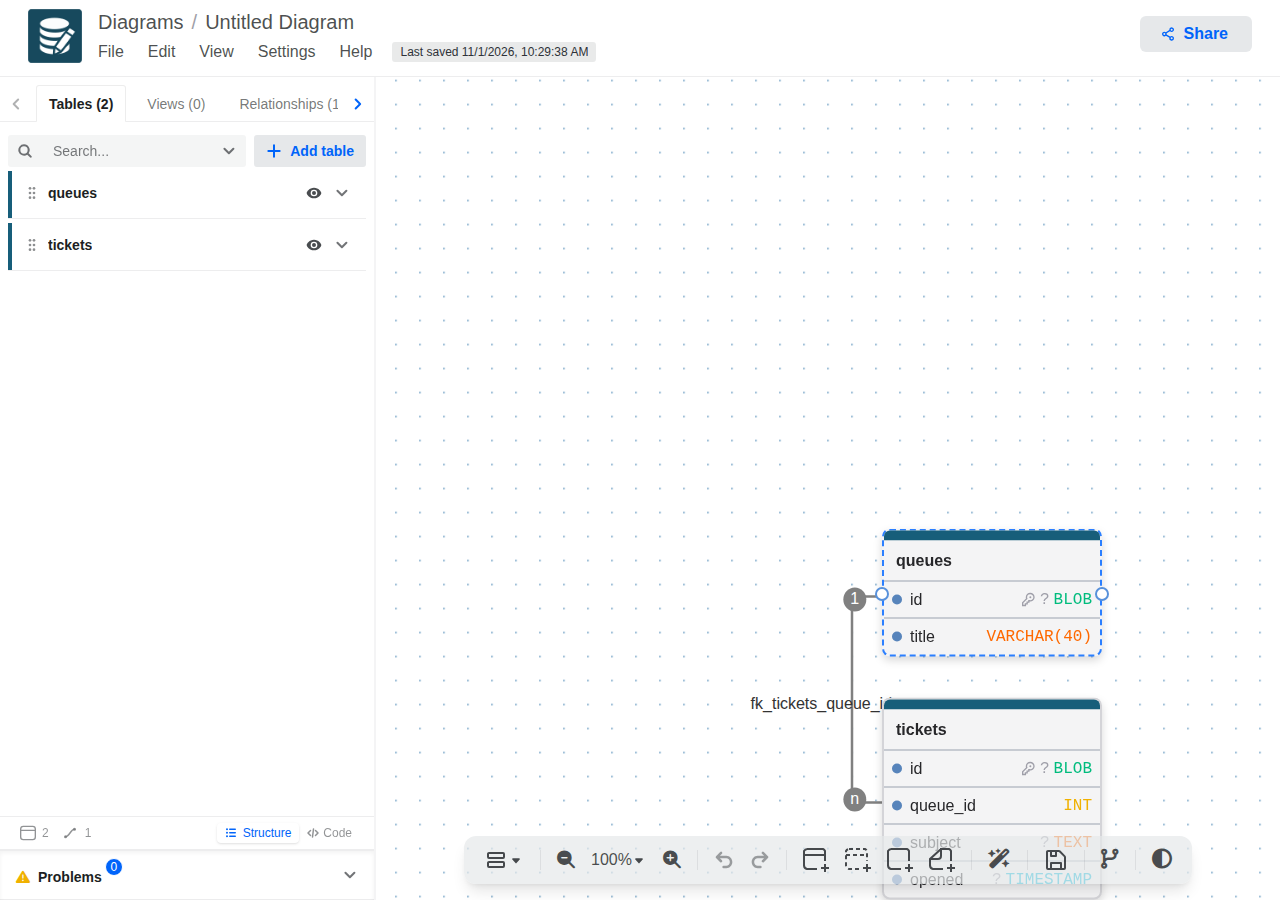 Diagrams / Untitled Diagram
File Edit View Settings Help Last saved 11/1/2026, 10:29:38 AM
Share
Tables (2) Views (0) Relationships (1
Search... Add table
queues
tickets
queues
id ? BLOB
title VARCHAR(40)
1
fk_tickets_queue_i
tickets
id ? BLOB
n
queue_id INT
subject ? TEXT
opened ? TIMESTAMP
100%
2 1 Structure Code
Problems 0